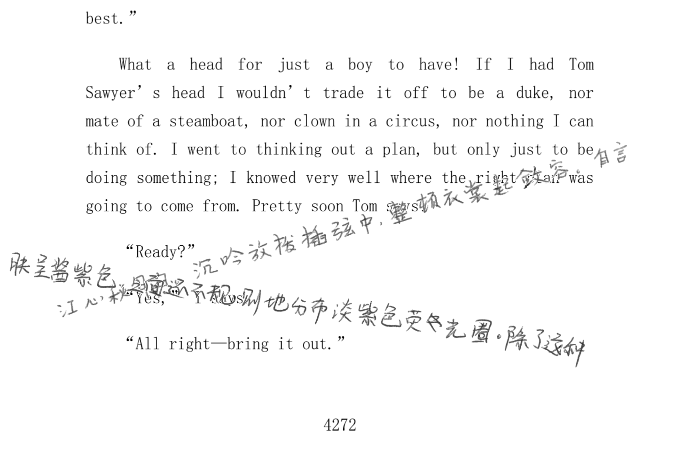 best.”
What a head for just a boy to have! If I had Tom
Sawyer’s head I wouldn’t trade it off to be a duke, nor
mate of a steamboat, nor clown in a circus, nor nothing I can
think of. I went to thinking out a plan, but only just to be
doing something; I knowed very well where the right plan was
going to come from. Pretty soon Tom says:
“Ready?”
“Yes,” I says.
“All right—bring it out.”
4272
江心秋 沉吟放拨插弦中,整顿衣裳起敛容。自言
肤呈酱紫色 不规则地分布淡紫色荧光圈。除了这种